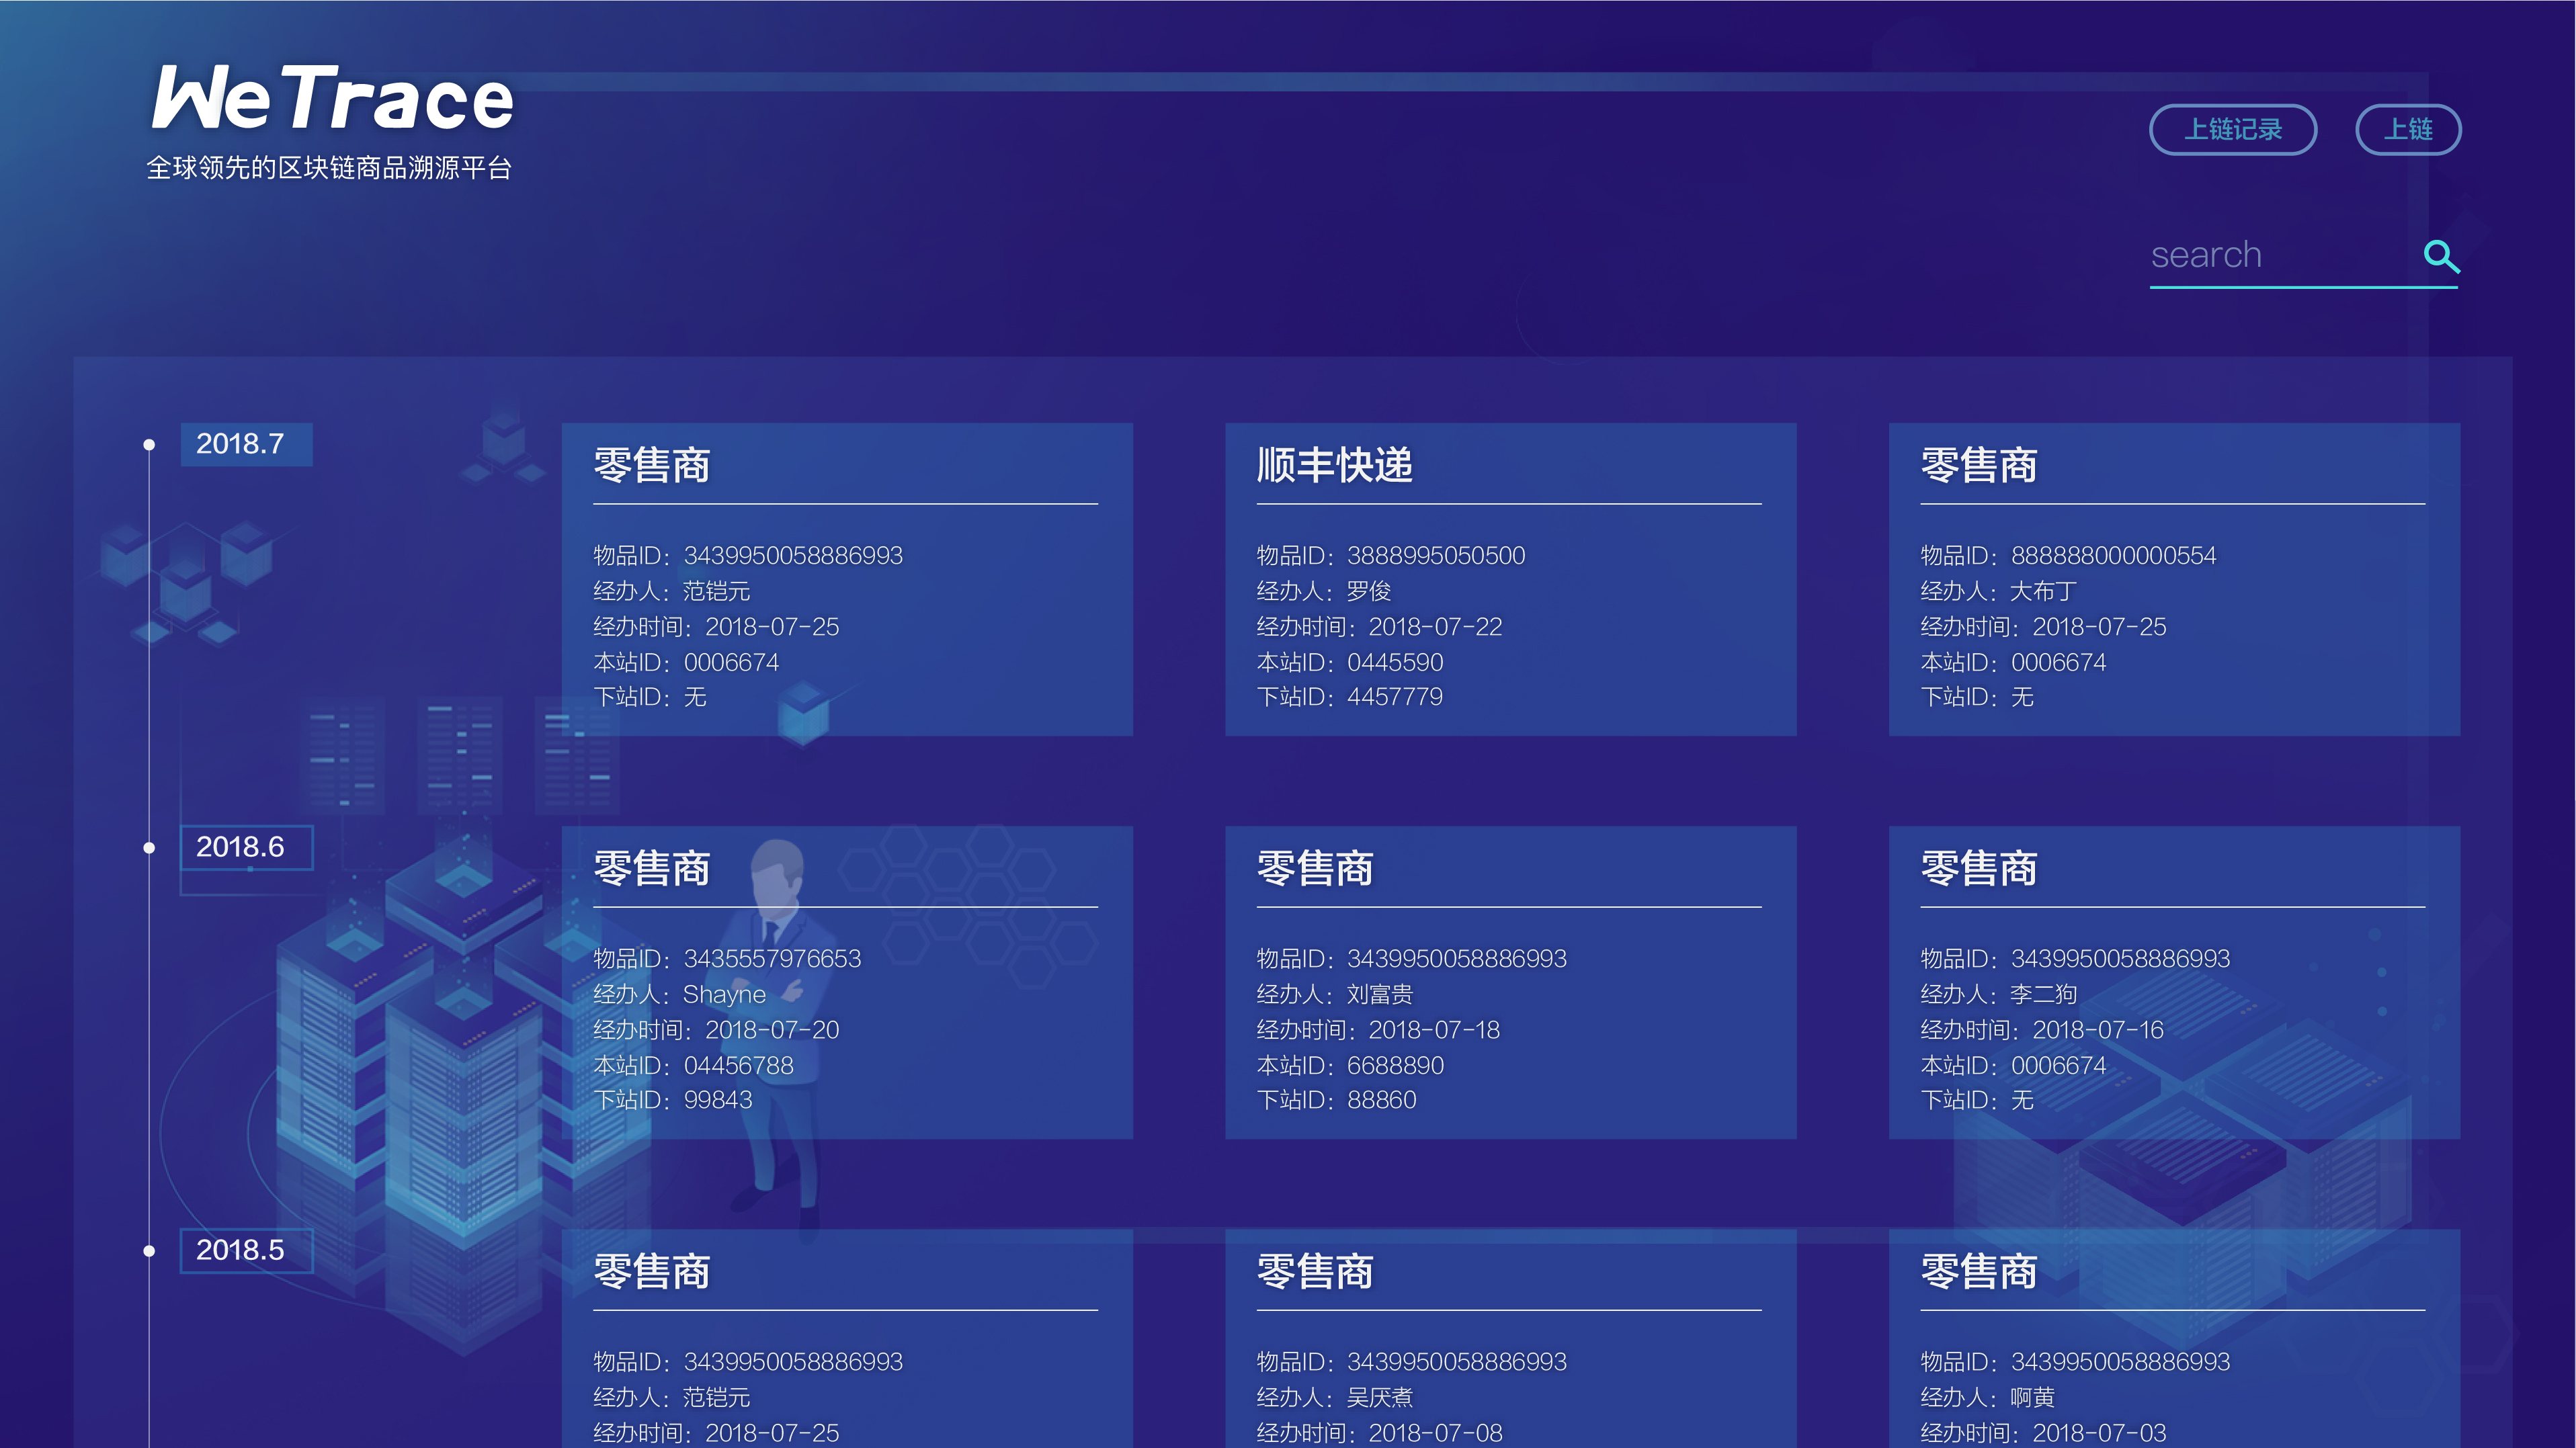 WeTrace
全球领先的区块链商品溯源平台
上链记录
上链
search
2018.7
零售商
物品ID：3439950058886993
经办人：范铠元
经办时间：2018-07-25
本站ID：0006674
下站ID：无
顺丰快递
物品ID：3888995050500
经办人：罗俊
经办时间：2018-07-22
本站ID：0445590
下站ID：4457779
零售商
物品ID：888888000000554
经办人：大布丁
经办时间：2018-07-25
本站ID：0006674
下站ID：无
2018.6
零售商
物品ID：3435557976653
经办人：Shayne
经办时间：2018-07-20
本站ID：04456788
下站ID：99843
零售商
物品ID：3439950058886993
经办人：刘富贵
经办时间：2018-07-18
本站ID：6688890
下站ID：88860
零售商
物品ID：3439950058886993
经办人：李二狗
经办时间：2018-07-16
本站ID：0006674
下站ID：无
2018.5
零售商
物品ID：3439950058886993
经办人：范铠元
经办时间：2018-07-25
零售商
物品ID：3439950058886993
经办人：吴厌煮
经办时间：2018-07-08
零售商
物品ID：3439950058886993
经办人：啊黄
经办时间：2018-07-03